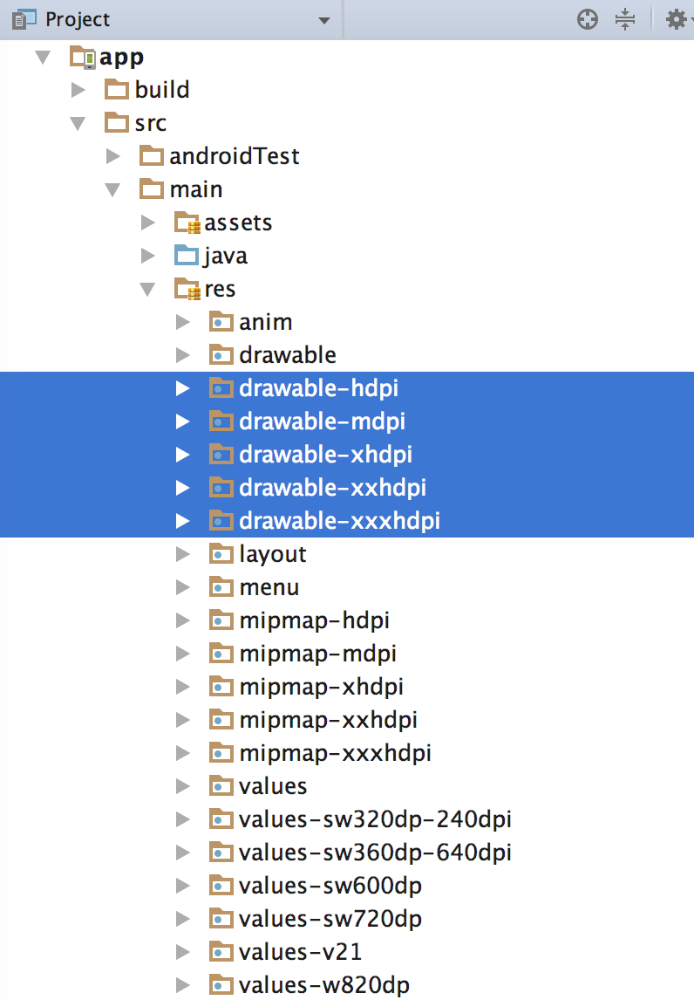 Project
app
build
src
androidTest
main
assets
java
res
anim
drawable
drawable-hdpi
drawable-mdpi
drawable-xhdpi
drawable-xxhdpi
drawable-xxxhdpi
layout
menu
mipmap-hdpi
mipmap-mdpi
mipmap-xhdpi
mipmap-xxhdpi
mipmap-xxxhdpi
values
values-sw320dp-240dpi
values-sw360dp-640dpi
values-sw600dp
values-sw720dp
values-v21
values-w820dp